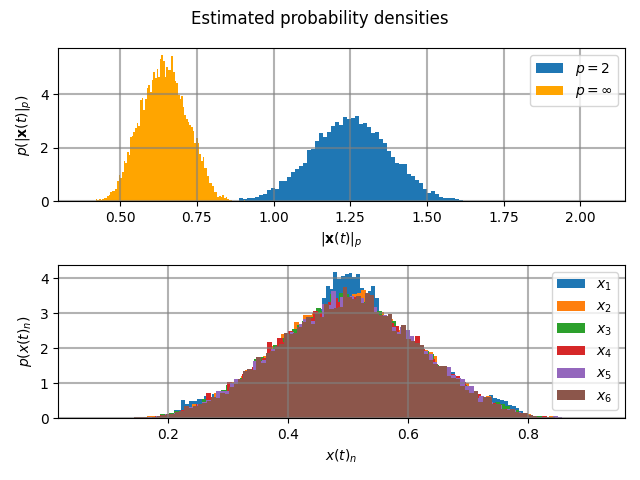 Estimated probability densities
p(|x(t)|ₚ)
4
2
0
p = 2
p = ∞
0.50 0.75 1.00 1.25 1.50 1.75 2.00
|x(t)|ₚ
p(x(t)ₙ)
4
3
2
1
0
x₁
x₂
x₃
x₄
x₅
x₆
0.2 0.4 0.6 0.8
x(t)ₙ